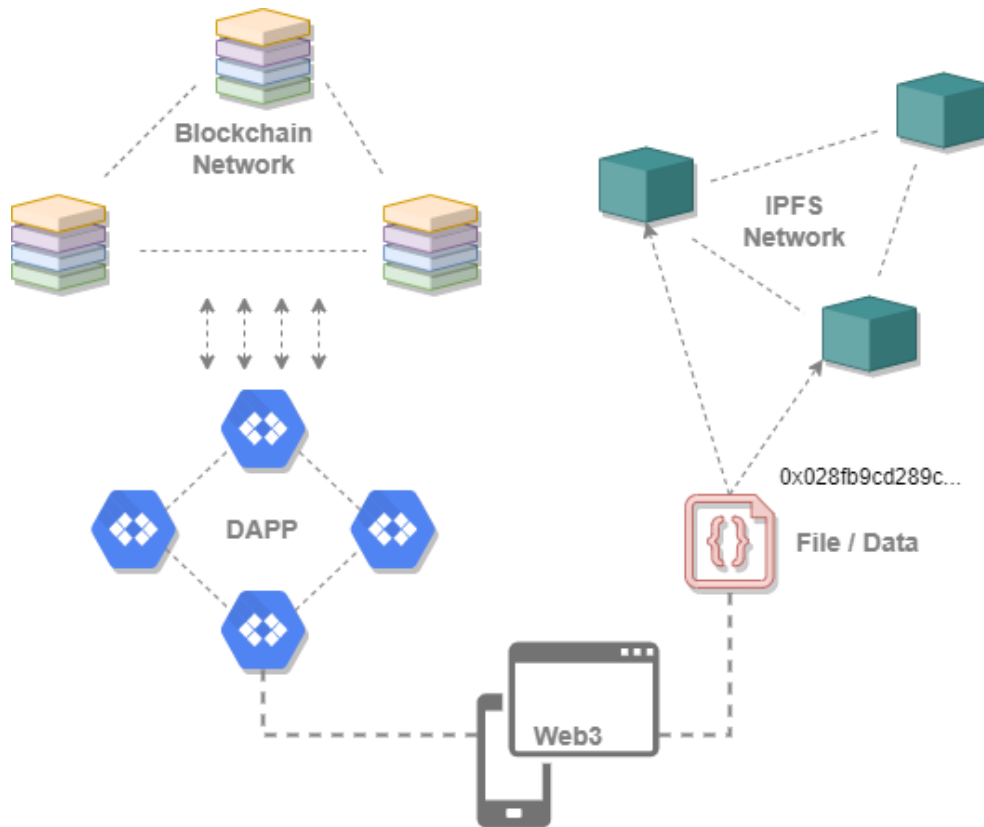 Blockchain
Network
IPFS
Network
0x028fb9cd289c...
DAPP
File / Data
Web3